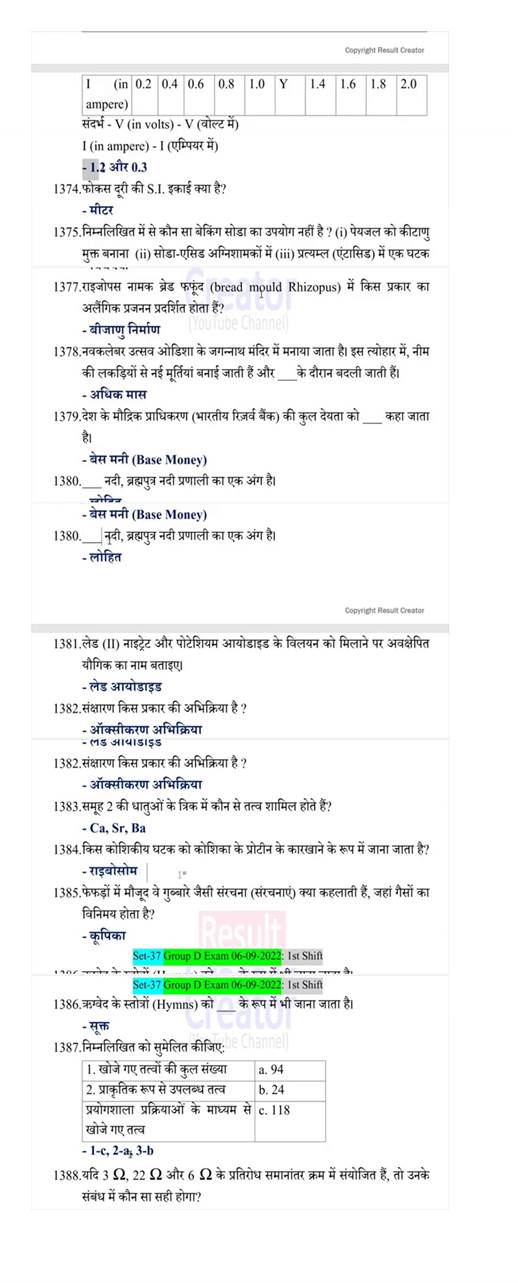 Copyright Result Creator
I (in 0.2 0.4 0.6 0.8 1.0 Y 1.4 1.6 1.8 2.0
ampere)
संदर्भ - V (in volts) - V (वोल्ट में)
I (in ampere) - I (एम्पियर में)
- 1.2 और 0.3
1374.फोकस दूरी की S.I. इकाई क्या है?
- मीटर
1375.निम्नलिखित में से कौन सा बेकिंग सोडा का उपयोग नहीं है ? (i) पेयजल को कीटाणु
मुक्त बनाना (ii) सोडा-एसिड अग्निशामकों में (iii) प्रत्यम्ल (एंटासिड) में एक घटक
1377.राइजोपस नामक ब्रेड फफूंद (bread mould Rhizopus) में किस प्रकार का
अलैंगिक प्रजनन प्रदर्शित होता हैं?
- बीजाणु निर्माण
1378.नवकलेबर उत्सव ओडिशा के जगन्नाथ मंदिर में मनाया जाता है। इस त्योहार में, नीम
की लकड़ियों से नई मूर्तियां बनाई जाती हैं और ___ के दौरान बदली जाती हैं।
- अधिक मास
1379.देश के मौद्रिक प्राधिकरण (भारतीय रिज़र्व बैंक) की कुल देयता को ___ कहा जाता
है।
- बेस मनी (Base Money)
1380.___ नदी, ब्रह्मपुत्र नदी प्रणाली का एक अंग है।
लोहित
- बेस मनी (Base Money)
1380.___ नदी, ब्रह्मपुत्र नदी प्रणाली का एक अंग है।
- लोहित
Copyright Result Creator
1381.लेड (II) नाइट्रेट और पोटेशियम आयोडाइड के विलयन को मिलाने पर अवक्षेपित
यौगिक का नाम बताइए।
- लेड आयोडाइड
1382.संक्षारण किस प्रकार की अभिक्रिया है ?
- ऑक्सीकरण अभिक्रिया
- लेड आयोडाइड
1382.संक्षारण किस प्रकार की अभिक्रिया है ?
- ऑक्सीकरण अभिक्रिया
1383.समूह 2 की धातुओं के त्रिक में कौन से तत्व शामिल होते हैं?
- Ca, Sr, Ba
1384.किस कोशिकीय घटक को कोशिका के प्रोटीन के कारखाने के रूप में जाना जाता है?
- राइबोसोम
1385.फेफड़ों में मौजूद वे गुब्बारे जैसी संरचना (संरचनाएं) क्या कहलाती हैं, जहां गैसों का
विनिमय होता है?
- कूपिका
Result
Set-37 Group D Exam 06-09-2022: 1st Shift
Set-37 Group D Exam 06-09-2022: 1st Shift
Creator
1386.ऋग्वेद के स्तोत्रों (Hymns) को ___ के रूप में भी जाना जाता है।
- सूक्त
(YouTube Channel)
1387.निम्नलिखित को सुमेलित कीजिए:
1. खोजे गए तत्वों की कुल संख्या a. 94
2. प्राकृतिक रूप से उपलब्ध तत्व b. 24
प्रयोगशाला प्रक्रियाओं के माध्यम से c. 118
खोजे गए तत्व
- 1-c, 2-a, 3-b
1388.यदि 3 Ω, 22 Ω और 6 Ω के प्रतिरोध समानांतर क्रम में संयोजित हैं, तो उनके
संबंध में कौन सा सही होगा?